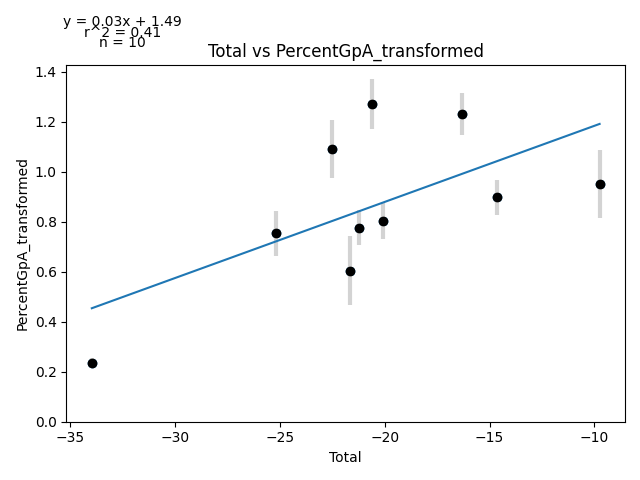 y = 0.03x + 1.49
r^2 = 0.41
n = 10
Total vs PercentGpA_transformed
PercentGpA_transformed
1.4
1.2
1.0
0.8
0.6
0.4
0.2
0.0
−35 −30 −25 −20 −15 −10
Total